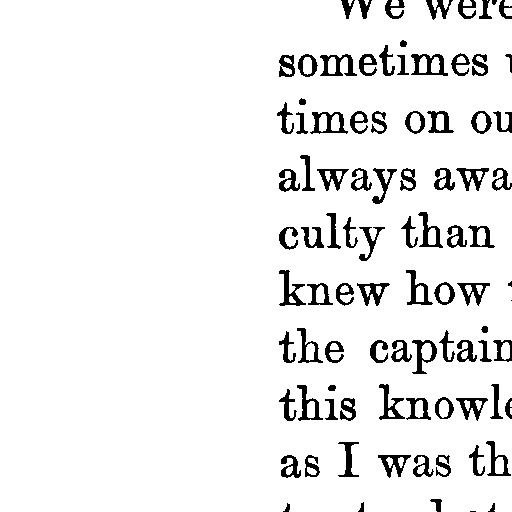 We were
sometimes
times on ou
always awa
culty than
knew how
the captain
this knowle
as I was th